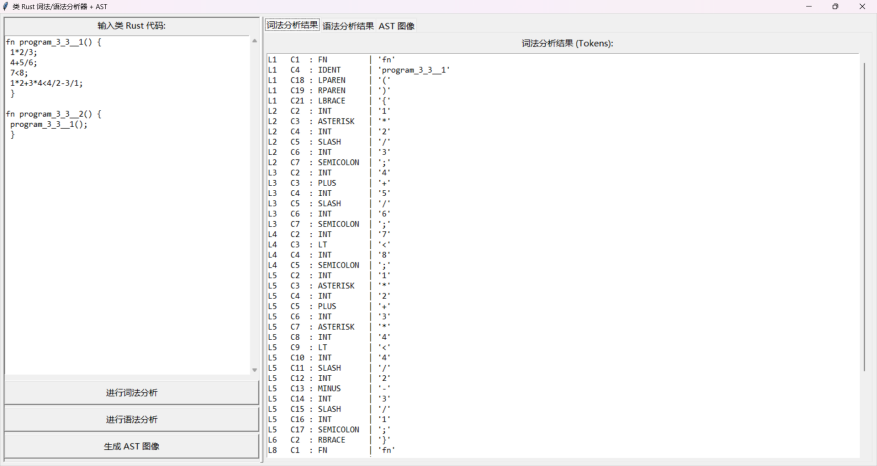 类 Rust 词法/语法分析器 + AST
输入类 Rust 代码:
fn program_3_3__1() {
 1*2/3;
 4+5/6;
 7<8;
 1*2+3*4<4/2-3/1;
 }

fn program_3_3__2() {
 program_3_3__1();
 }
进行词法分析
进行语法分析
生成 AST 图像
词法分析结果 语法分析结果 AST 图像
词法分析结果 (Tokens):
L1 C1 : FN | 'fn'
L1 C4 : IDENT | 'program_3_3__1'
L1 C18 : LPAREN | '('
L1 C19 : RPAREN | ')'
L1 C21 : LBRACE | '{'
L2 C2 : INT | '1'
L2 C3 : ASTERISK | '*'
L2 C4 : INT | '2'
L2 C5 : SLASH | '/'
L2 C6 : INT | '3'
L2 C7 : SEMICOLON | ';'
L3 C2 : INT | '4'
L3 C3 : PLUS | '+'
L3 C4 : INT | '5'
L3 C5 : SLASH | '/'
L3 C6 : INT | '6'
L3 C7 : SEMICOLON | ';'
L4 C2 : INT | '7'
L4 C3 : LT | '<'
L4 C4 : INT | '8'
L4 C5 : SEMICOLON | ';'
L5 C2 : INT | '1'
L5 C3 : ASTERISK | '*'
L5 C4 : INT | '2'
L5 C5 : PLUS | '+'
L5 C6 : INT | '3'
L5 C7 : ASTERISK | '*'
L5 C8 : INT | '4'
L5 C9 : LT | '<'
L5 C10 : INT | '4'
L5 C11 : SLASH | '/'
L5 C12 : INT | '2'
L5 C13 : MINUS | '-'
L5 C14 : INT | '3'
L5 C15 : SLASH | '/'
L5 C16 : INT | '1'
L5 C17 : SEMICOLON | ';'
L6 C2 : RBRACE | '}'
L8 C1 : FN | 'fn'